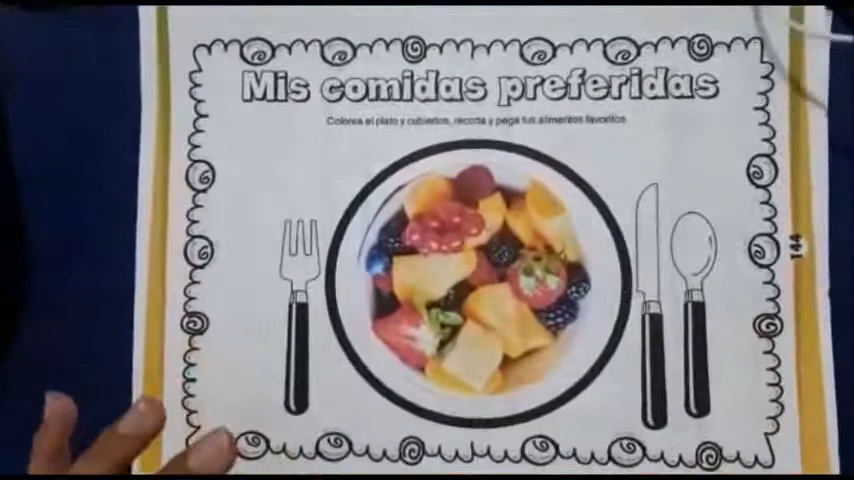 Mis comidas preferidas
Colorea el plato y cubiertos, recorta y pega tus alimentos favoritos.
144